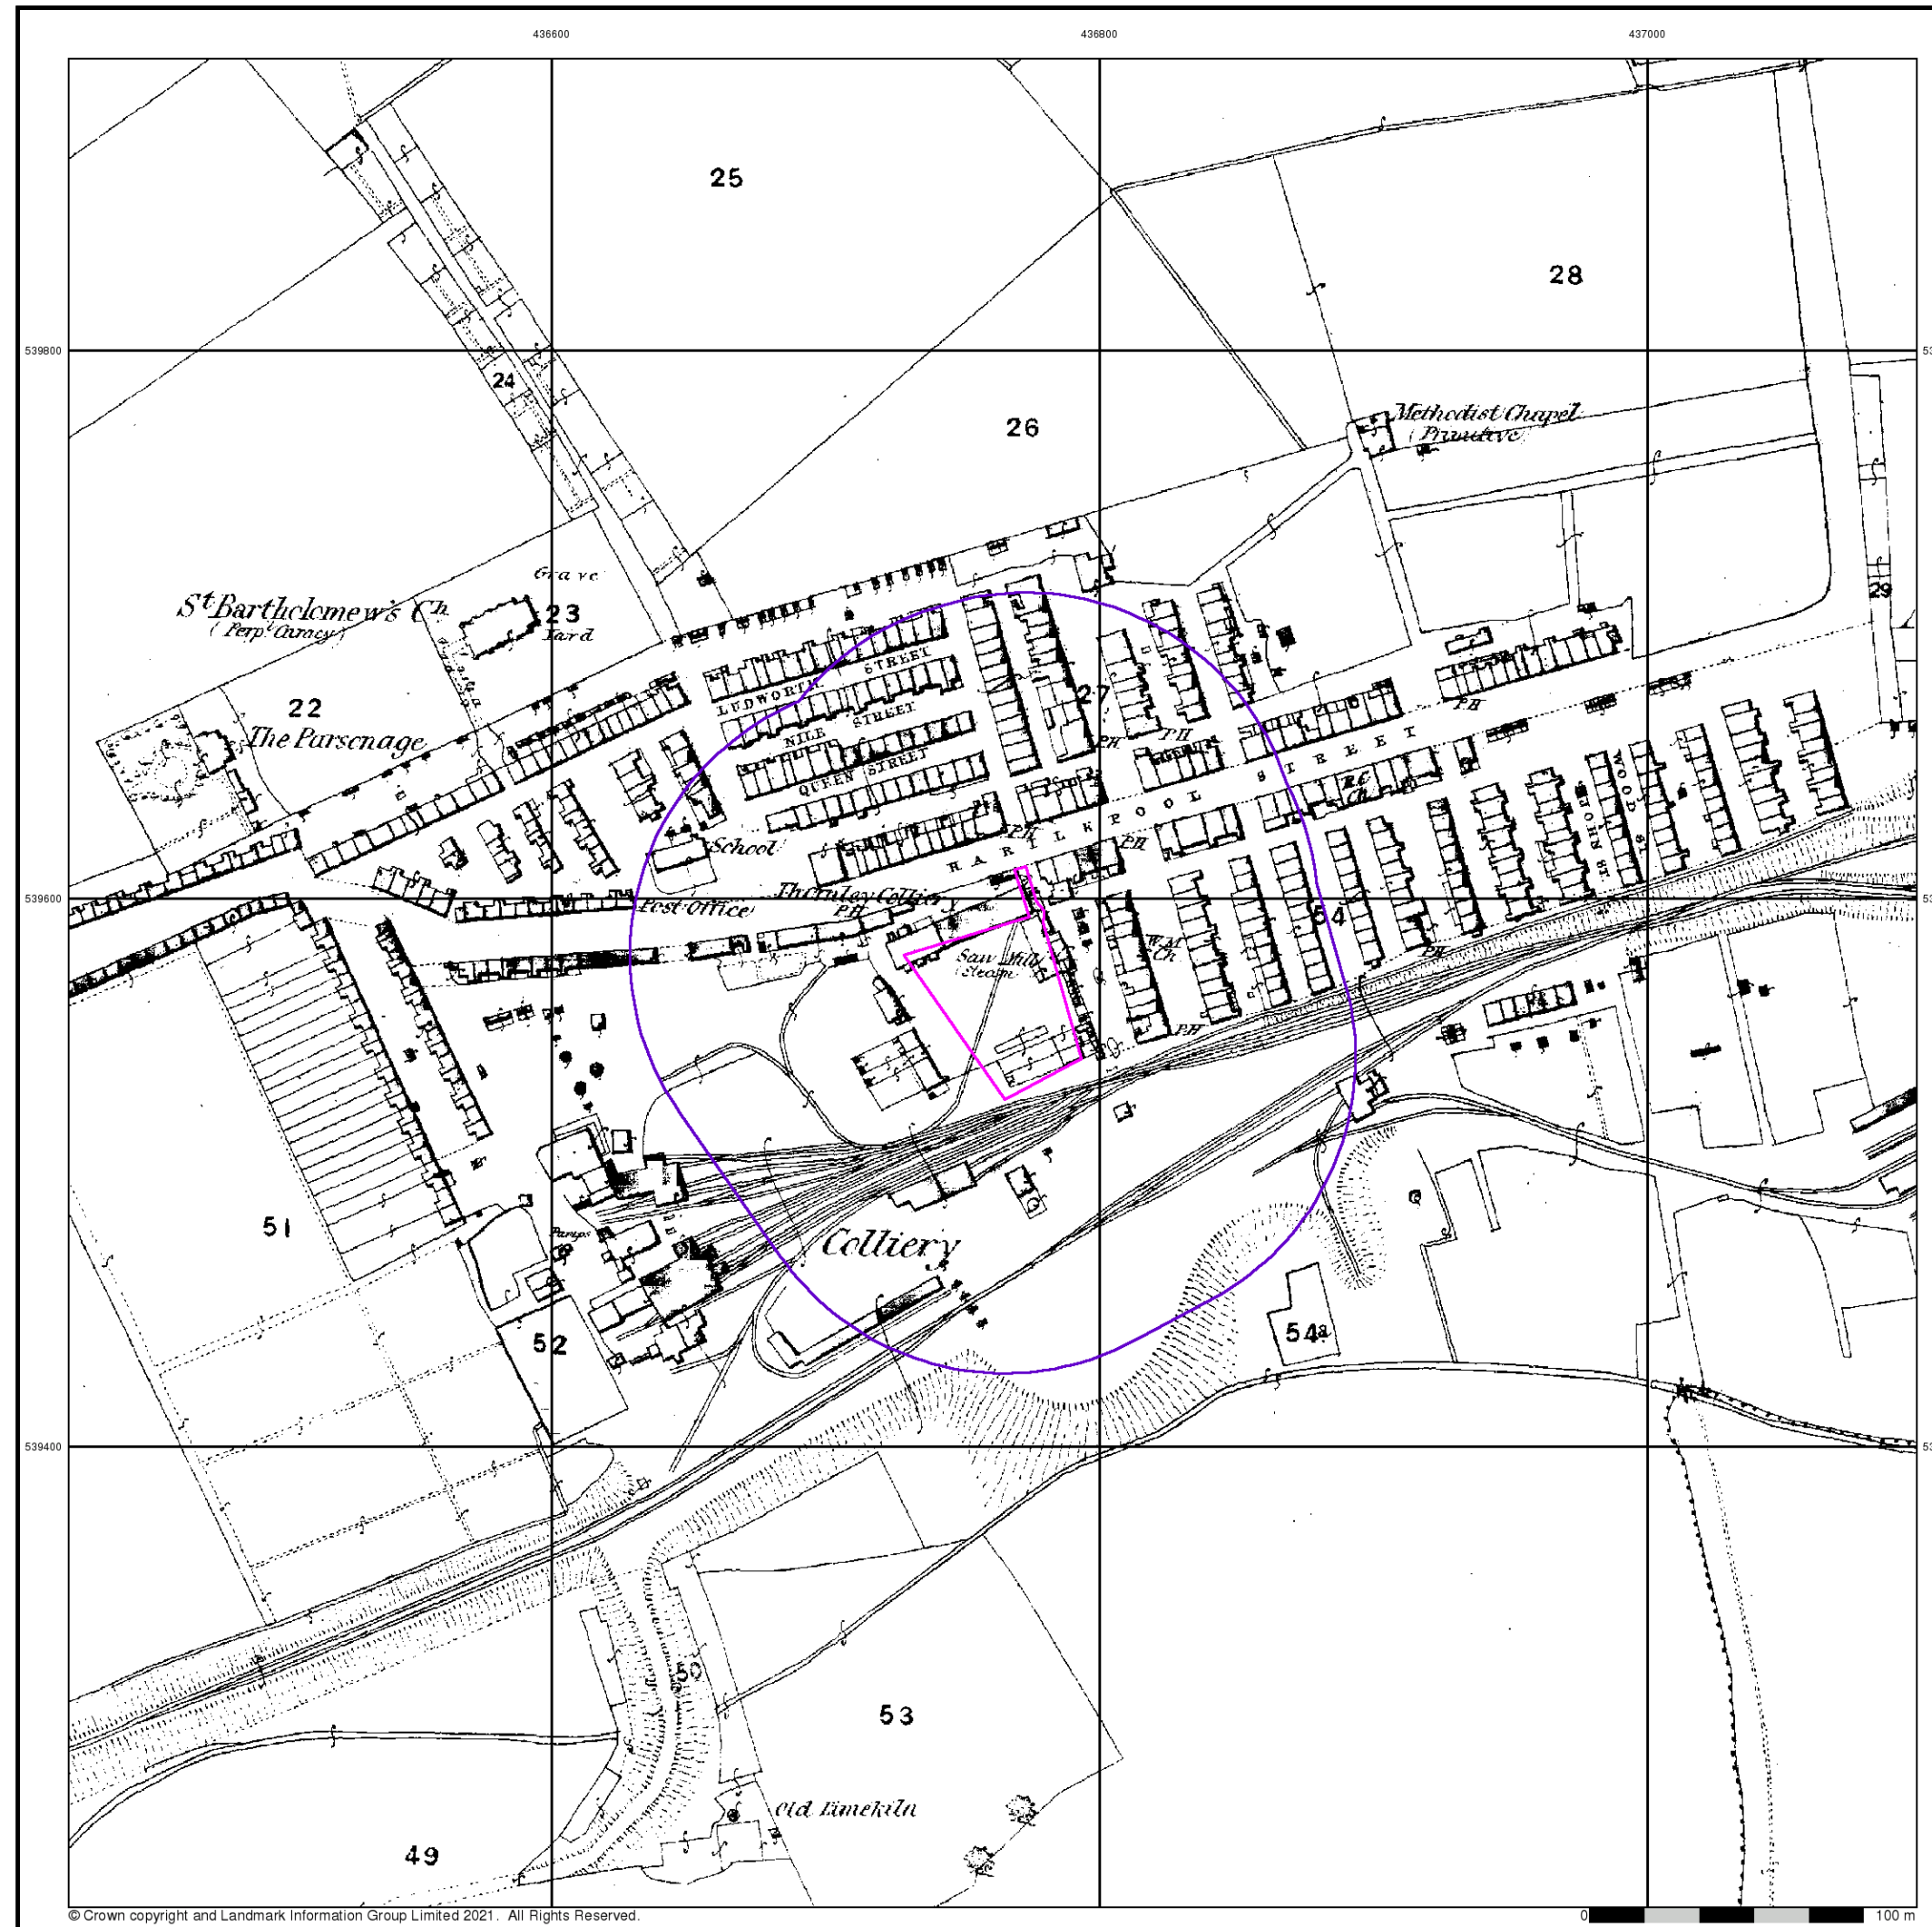 436600
436800
437000
25
28
539800
24
26
Methodist Chapel
(Primitive)
Grave
St Bartholomew's Ch.
(Perpl. Curacy)
23
Yard
29
STREET
LUDWORTH
27
22
The Parsonage
STREET
NILE
P.H
P.H
P.H
STREET
QUEEN STREET
R.C.
Ch.
WOOD ST
JOHN ST
P.H
School
HARTLEPOOL
P.H
Thornley Colliery
P.H
539600
Post Office
54
W.M
Ch.
P.H
Saw Mill
(Steam)
P.H
51
Pumps
Colliery
52
54a
539400
50
53
Old Limekiln
49
© Crown copyright and Landmark Information Group Limited 2021. All Rights Reserved.
0
100 m